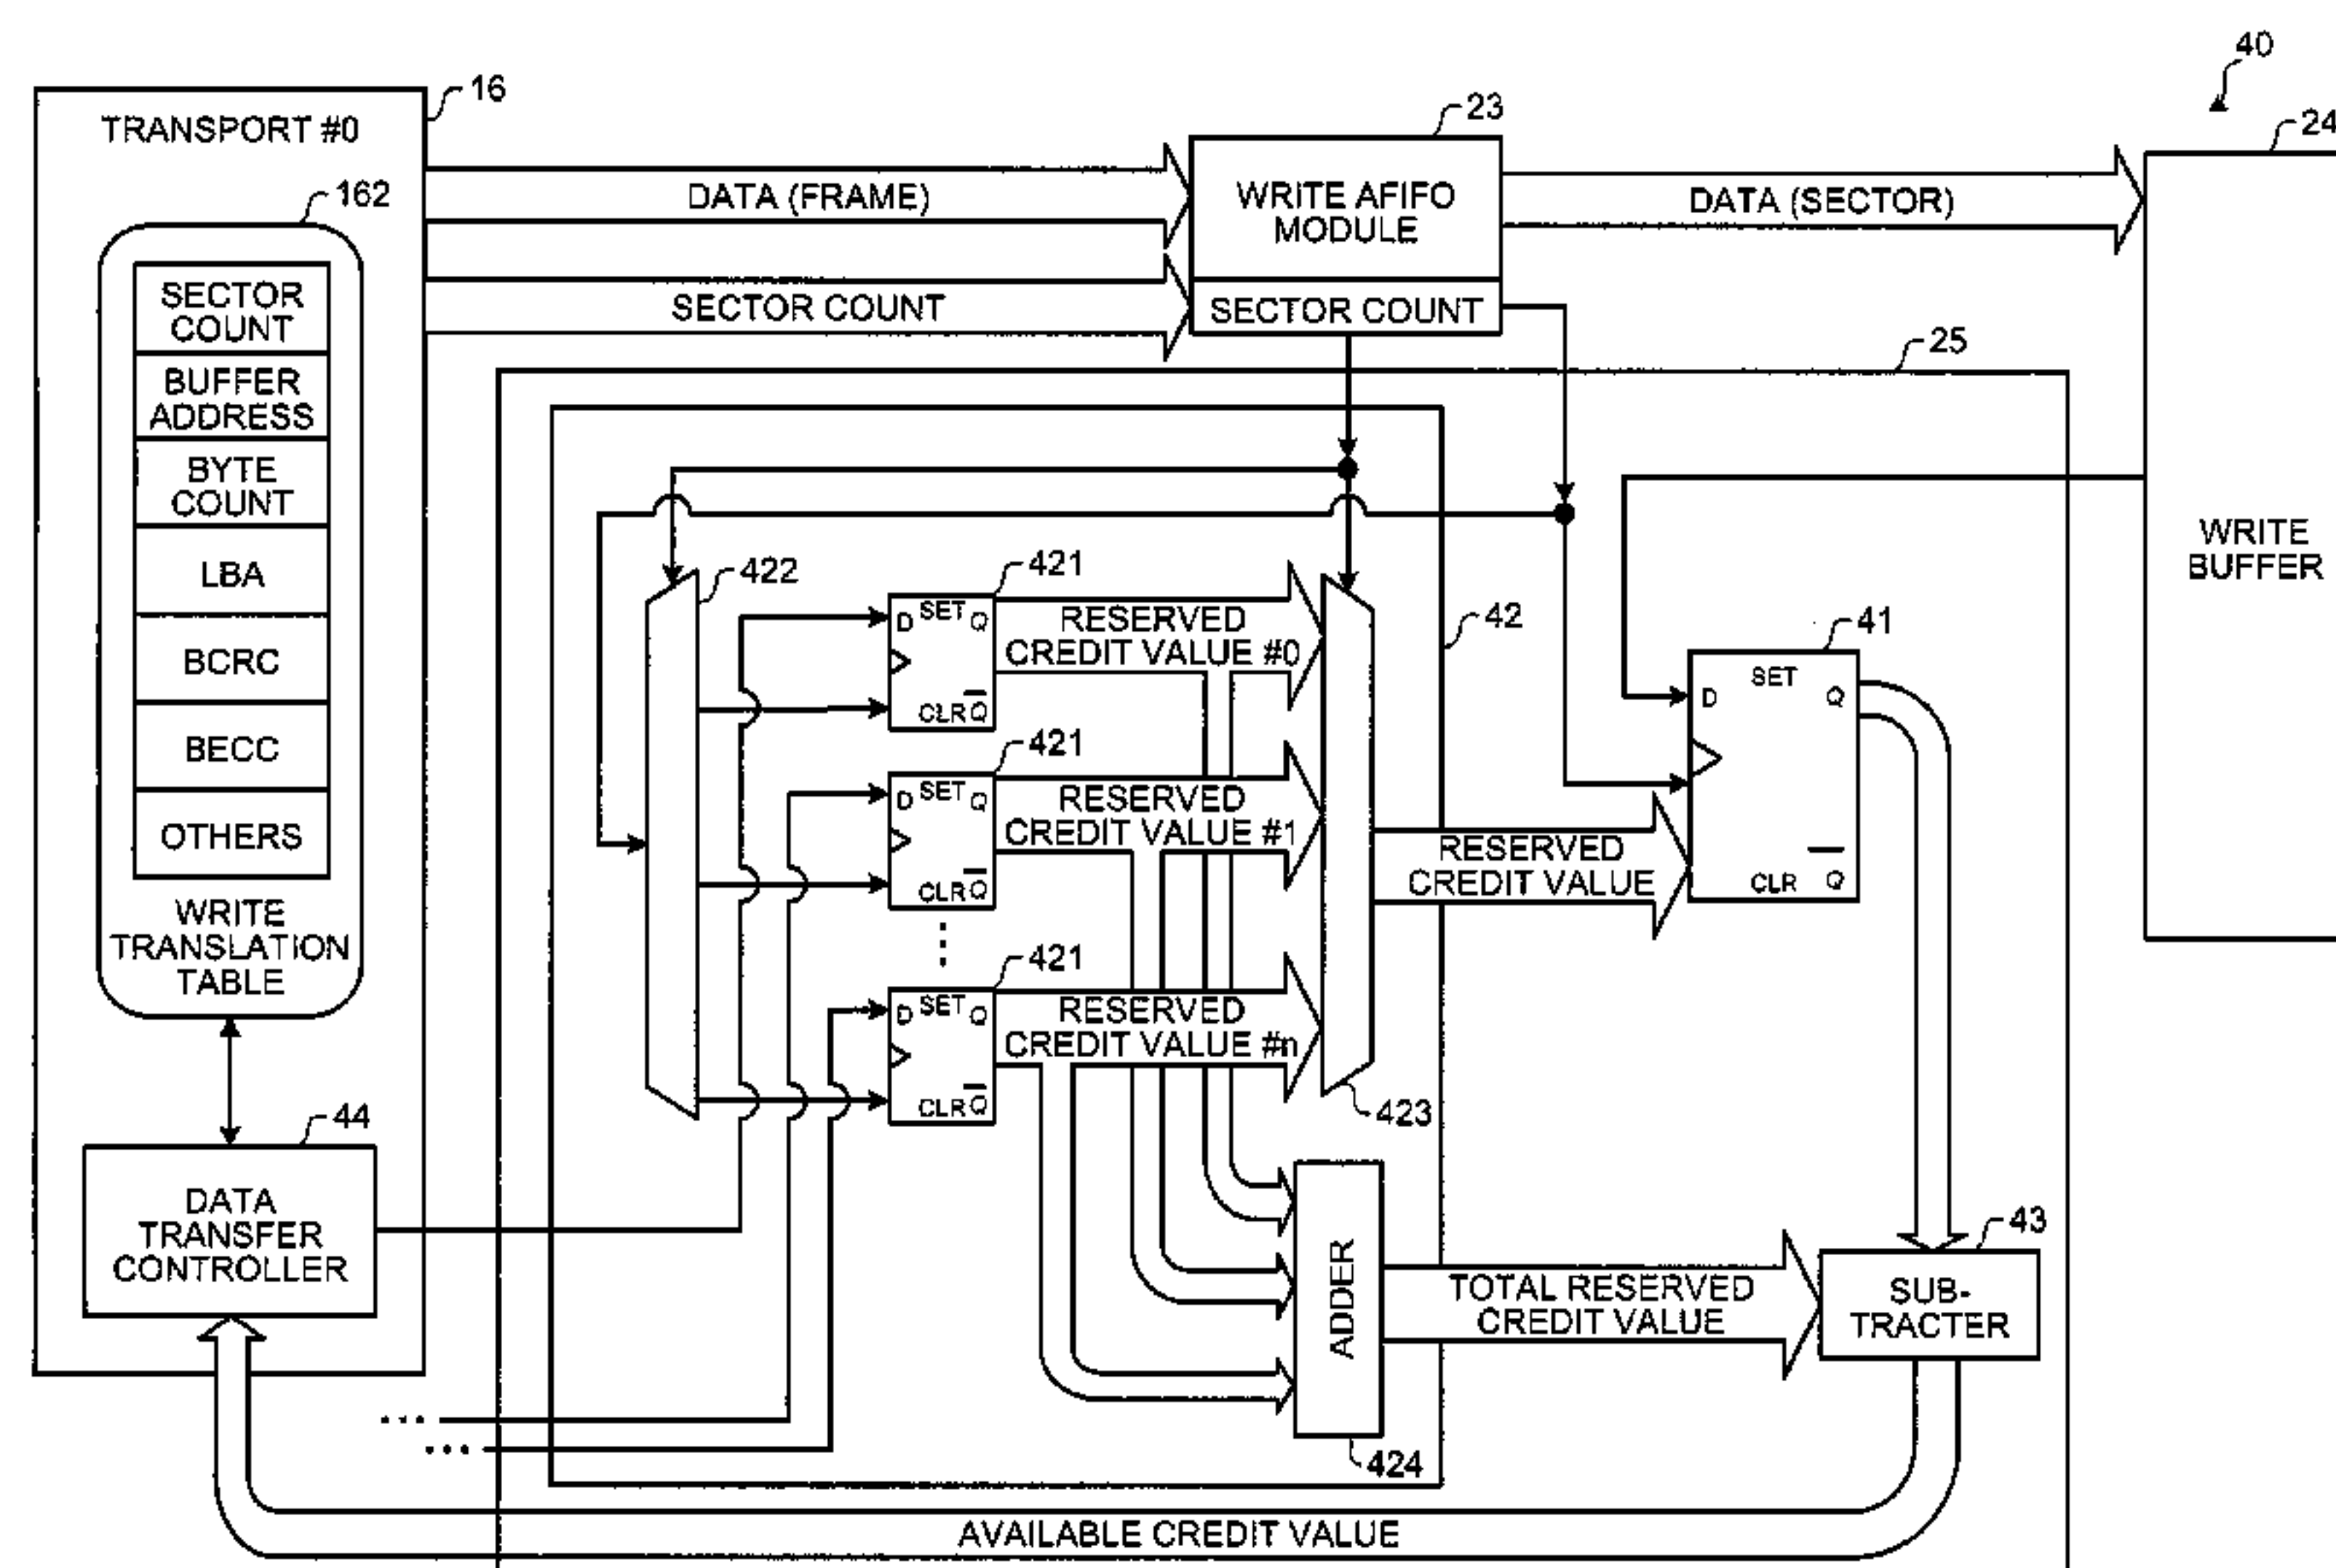 40
16
TRANSPORT #0
23
24
162
DATA (FRAME)
WRITE AFIFO
MODULE
DATA (SECTOR)
SECTOR
COUNT
SECTOR COUNT
SECTOR COUNT
25
BUFFER
ADDRESS
BYTE
COUNT
LBA
BCRC
BECC
OTHERS
WRITE
TRANSLATION
TABLE
WRITE
BUFFER
422
421
D SET Q
CLR Q
RESERVED
CREDIT VALUE #0
42
41
SET
D Q
CLR Q
421
D SET Q
CLR Q
RESERVED
CREDIT VALUE #1
RESERVED
CREDIT VALUE
421
D SET Q
CLR Q
RESERVED
CREDIT VALUE #n
423
44
DATA
TRANSFER
CONTROLLER
ADDER
43
TOTAL RESERVED
CREDIT VALUE
SUB-
TRACTER
424
AVAILABLE CREDIT VALUE